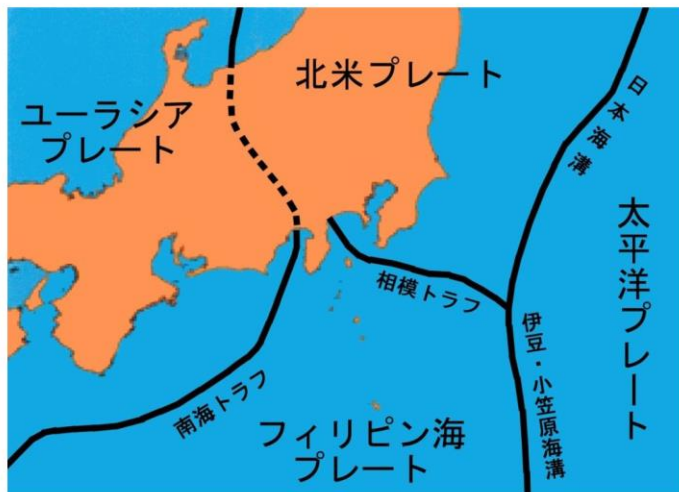 北米プレート
ユーラシア
プレート
日本海溝
太平洋プレート
相模トラフ
伊豆・小笠原海溝
南海トラフ
フィリピン海
プレート